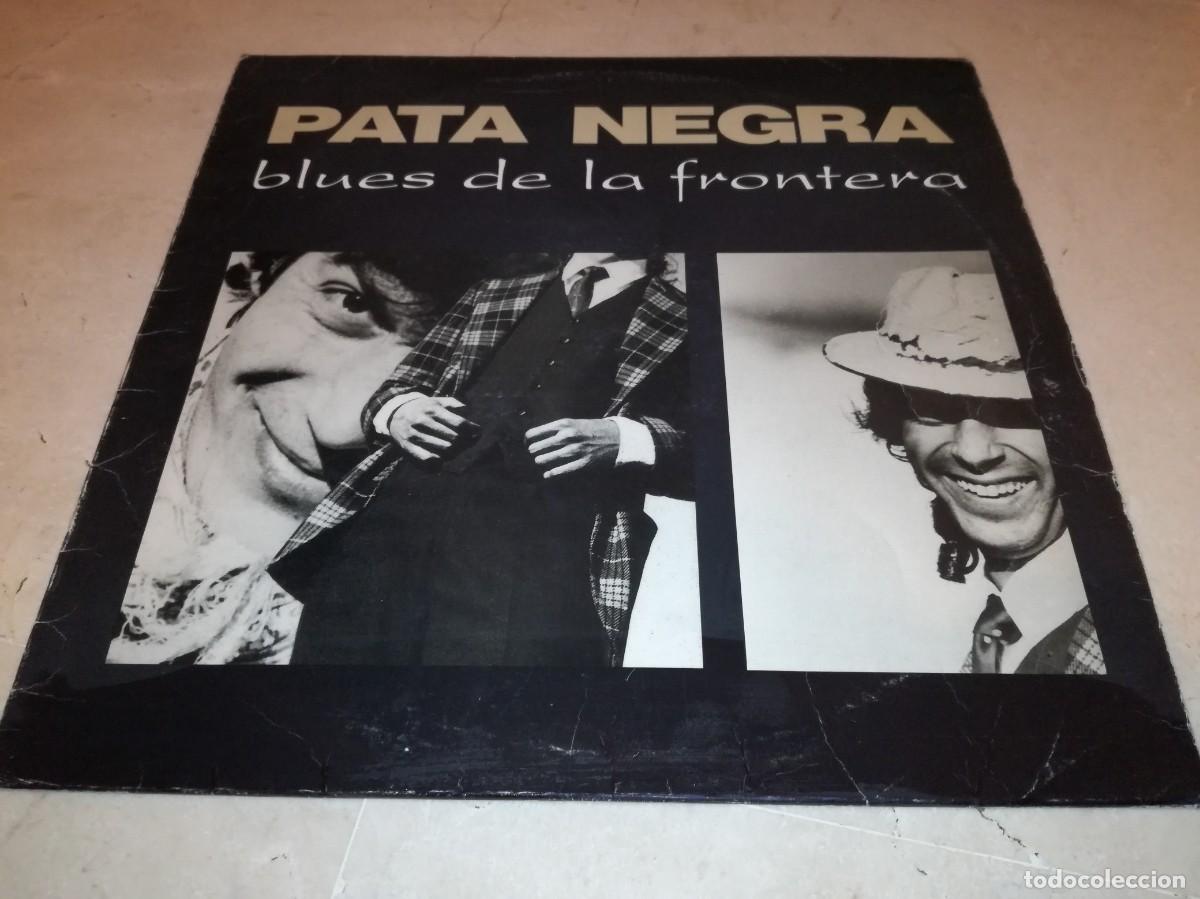 PATA NEGRA
blues de la frontera
todocoleccion